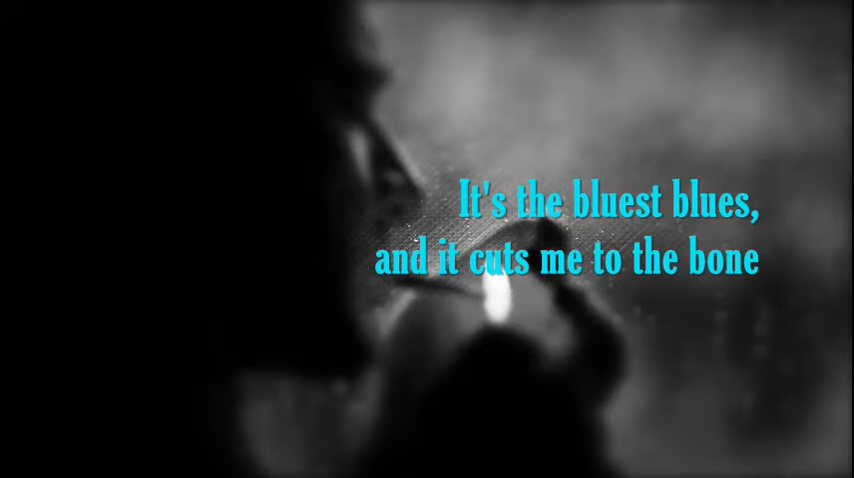 It's the bluest blues,
and it cuts me to the bone